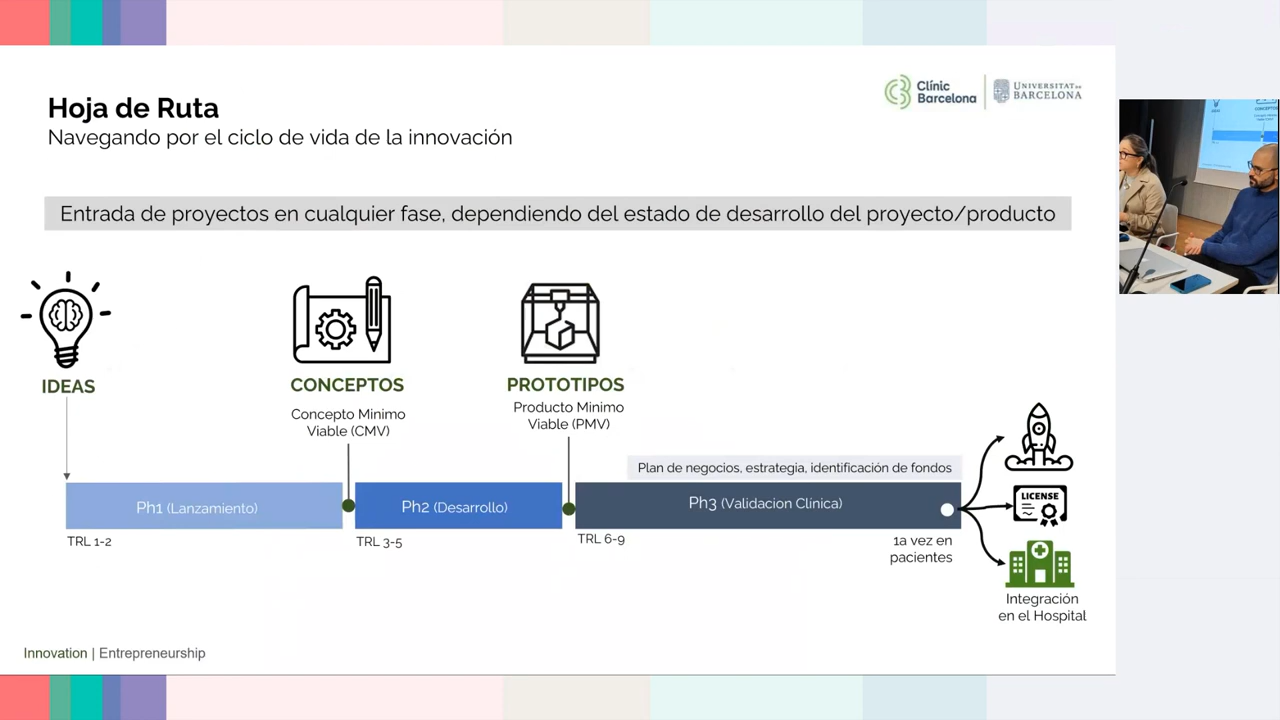 Hoja de Ruta
Navegando por el ciclo de vida de la innovación
Clínic
Barcelona
UNIVERSITAT DE
BARCELONA
Entrada de proyectos en cualquier fase, dependiendo del estado de desarrollo del proyecto/producto
IDEAS
CONCEPTOS
Concepto Minimo
Viable (CMV)
PROTOTIPOS
Producto Minimo
Viable (PMV)
Plan de negocios, estrategia, identificación de fondos
Ph1 (Lanzamiento)
Ph2 (Desarrollo)
Ph3 (Validacion Clínica)
TRL 1-2
TRL 3-5
TRL 6-9
1a vez en
pacientes
LICENSE
Integración
en el Hospital
Innovation | Entrepreneurship